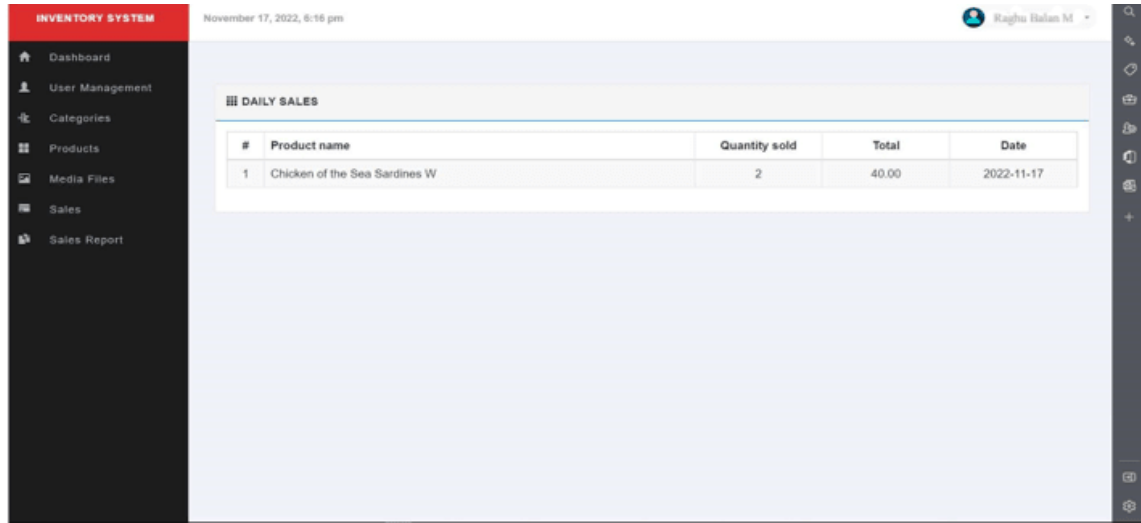 INVENTORY SYSTEM
November 17, 2022, 6:16 pm
Raghu Balan M
Dashboard
User Management
Categories
Products
Media Files
Sales
Sales Report
DAILY SALES
# Product name Quantity sold Total Date
1 Chicken of the Sea Sardines W 2 40.00 2022-11-17